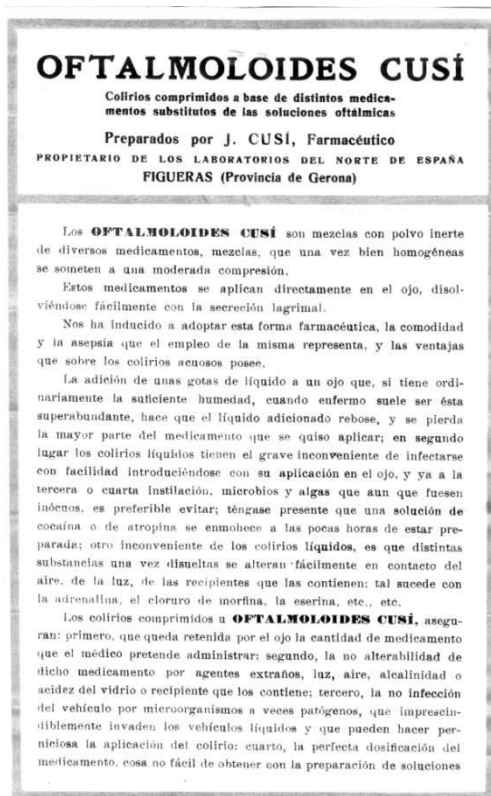 OFTALMOLOIDES CUSÍ
Colirios comprimidos a base de distintos medica-
mentos substitutos de las soluciones oftálmicas
Preparados por J. CUSÍ, Farmacéutico
PROPIETARIO DE LOS LABORATORIOS DEL NORTE DE ESPAÑA
FIGUERAS (Provincia de Gerona)
Los OFTALMOLOIDES CUSÍ son mezclas con polvo inerte
de diversos medicamentos, mezclas, que una vez bien homogéneas
se someten a una moderada compresión.
Estos medicamentos se aplican directamente en el ojo, disol-
viéndose fácilmente con la secreción lagrimal.
Nos ha inducido a adoptar esta forma farmacéutica, la comodidad
y la asepsia que el empleo de la misma representa, y las ventajas
que sobre los colirios acuosos posee.
La adición de unas gotas de líquido a un ojo que, si tiene ordi-
nariamente la suficiente humedad, cuando enfermo suele ser ésta
superabundante, hace que el líquido adicionado rebose, y se pierda
la mayor parte del medicamento que se quiso aplicar; en segundo
lugar los colirios líquidos tienen el grave inconveniente de infectarse
con facilidad introduciéndose con su aplicación en el ojo, y ya a la
tercera o cuarta instilación, microbios y algas que aun que fuesen
inócuos, es preferible evitar; téngase presente que una solución de
cocaína o de atropina se enmohece a las pocas horas de estar pre-
parada; otro inconveniente de los colirios líquidos, es que distintas
substancias una vez disueltas se alteran fácilmente en contacto del
aire, de la luz, de las recipientes que las contienen; tal sucede con
la adrenalina, el cloruro de morfina, la eserina, etc., etc.
Los colirios comprimidos u OFTALMOLOIDES CUSÍ, asegu-
ran: primero, que queda retenida por el ojo la cantidad de medicamento
que el médico pretende administrar; segundo, la no alterabilidad de
dicho medicamento por agentes extraños, luz, aire, alcalinidad o
acidez del vidrio o recipiente que los contiene; tercero, la no infección
del vehículo por microorganismos a veces patógenos, que imprescin-
diblemente invaden los vehículos líquidos y que pueden hacer per-
niciosa la aplicación del colirio; cuarto, la perfecta dosificación del
medicamento, cosa no fácil de obtener con la preparación de soluciones